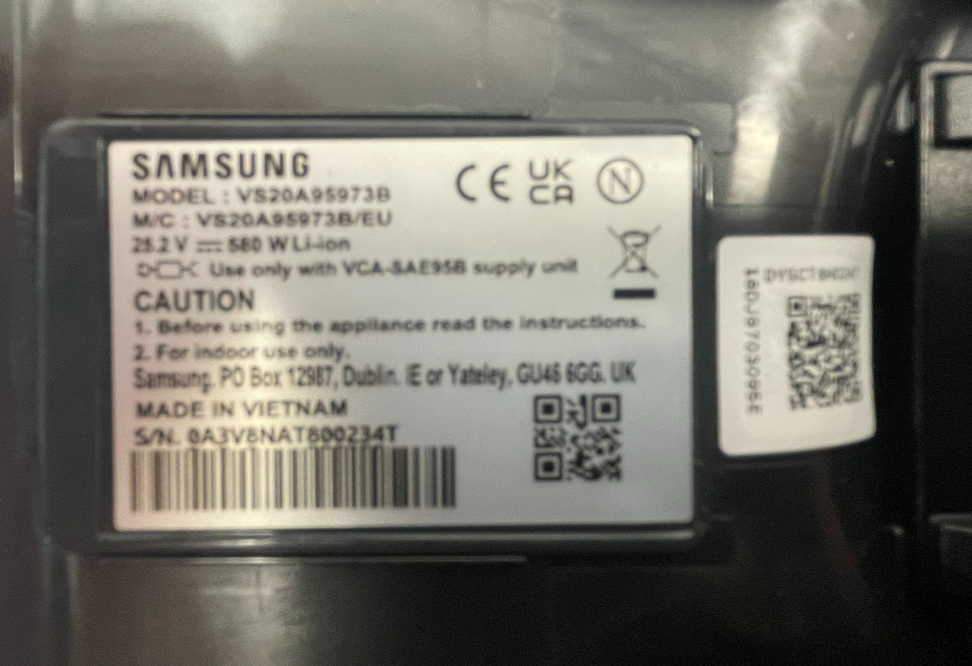 SAMSUNG
MODEL : VS20A95973B
M/C : VS20A95973B/EU
25.2 V 580 W Li-ion
Use only with VCA-SAE95B supply unit
CAUTION
1. Before using the appliance read the instructions.
2. For indoor use only.
Samsung. PO Box 12987, Dublin. IE or Yateley, GU46 6GG. UK
MADE IN VIETNAM
S/N. 0A3V8NAT800234T
CE
UK
CA
N